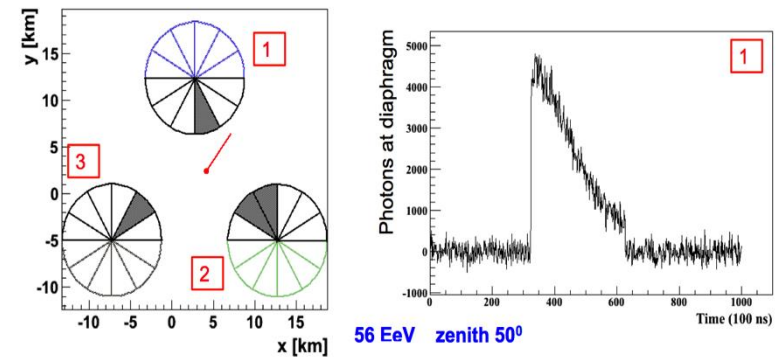 y [km]
15
10
5
0
-5
-10
-10 -5 0 5 10 15
x [km]
1
3
2
Photons at diaphragm
5000
4000
3000
2000
1000
0
-1000
0 200 400 600 800 1000
Time (100 ns)
1
56 EeV zenith 50⁰